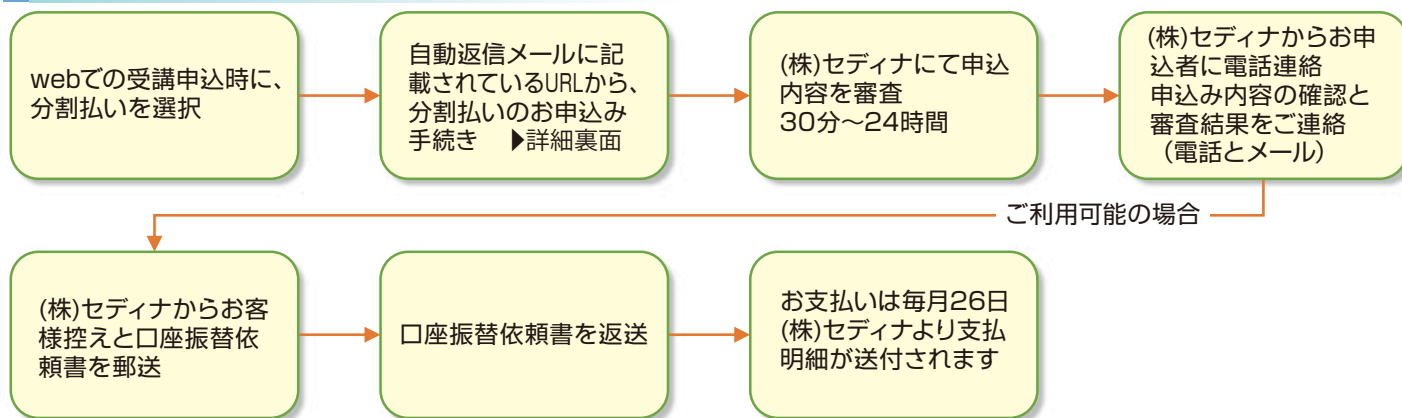 webでの受講申込時に、
分割払いを選択
自動返信メールに記
載されているURLから、
分割払いのお申込み
手続き　▶詳細裏面
(株)セディナにて申込
内容を審査
30分〜24時間
(株)セディナからお申
込者に電話連絡
申込み内容の確認と
審査結果をご連絡
（電話とメール）
ご利用可能の場合
(株)セディナからお客
様控えと口座振替依
頼書を郵送
口座振替依頼書を返送
お支払いは毎月26日
(株)セディナより支払
明細が送付されます